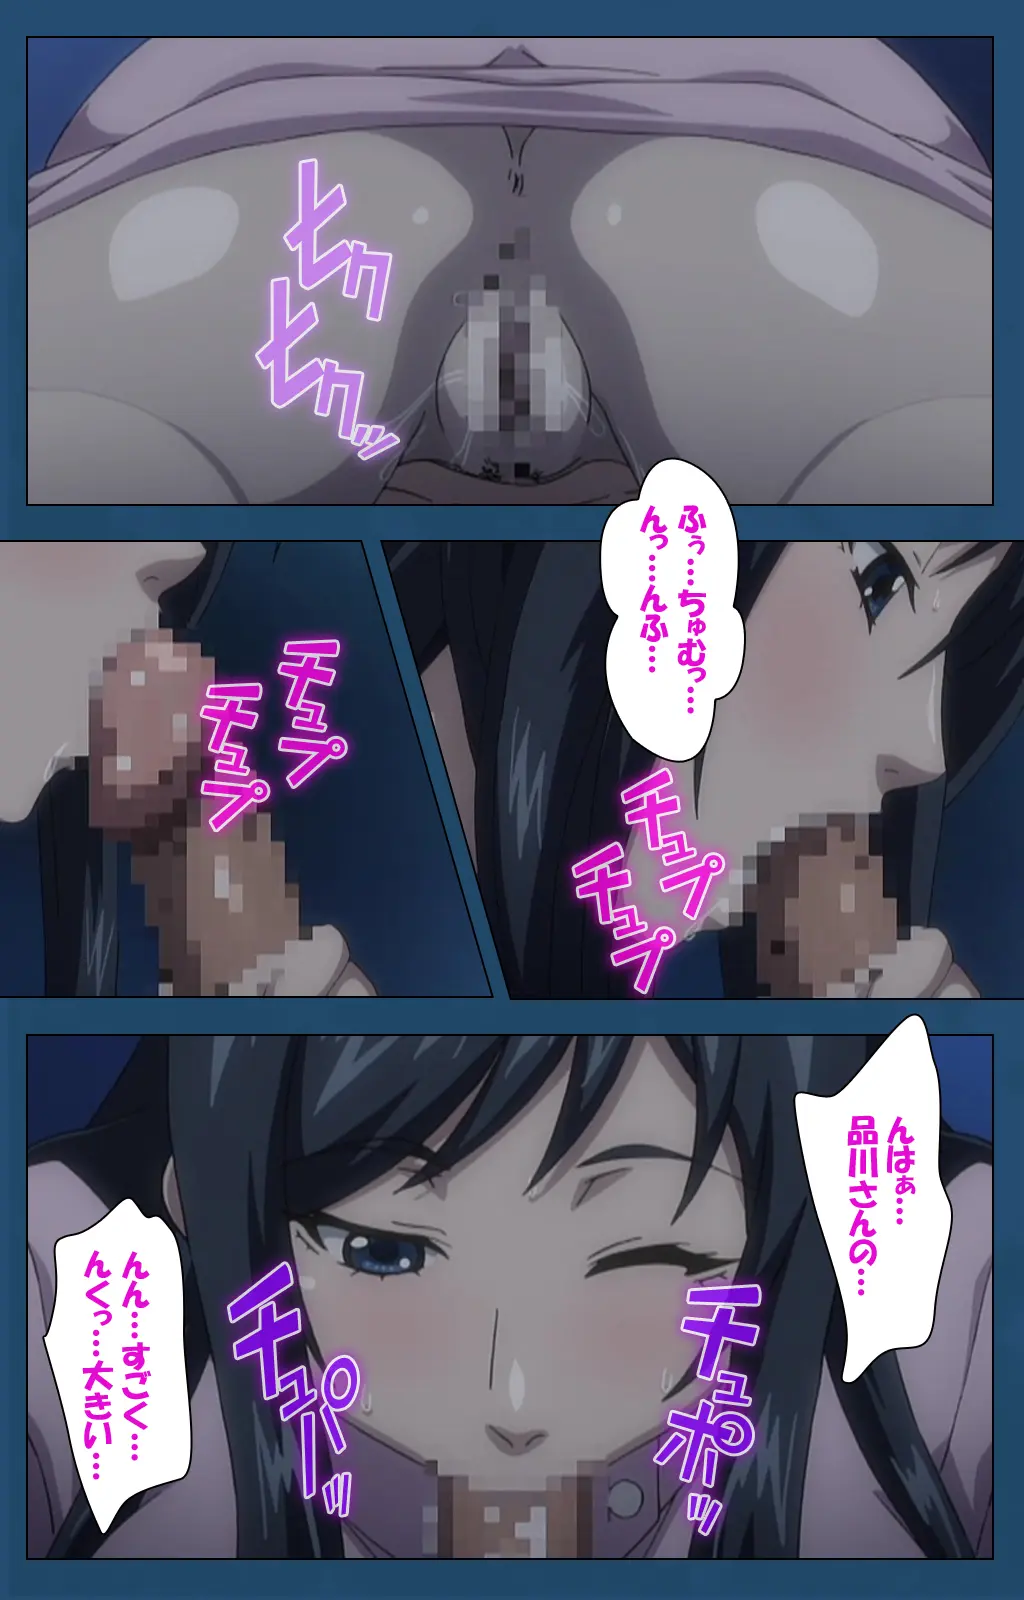 ヒク
ヒクッ
ふぅ…ちゅむっ…
んっ…んふ…
チュプ
チュプ
チュプ
チュプ
んはぁ…
品川さんの…
チュポッ
チュパッ
んん…すごく…
んくっ…大きい…